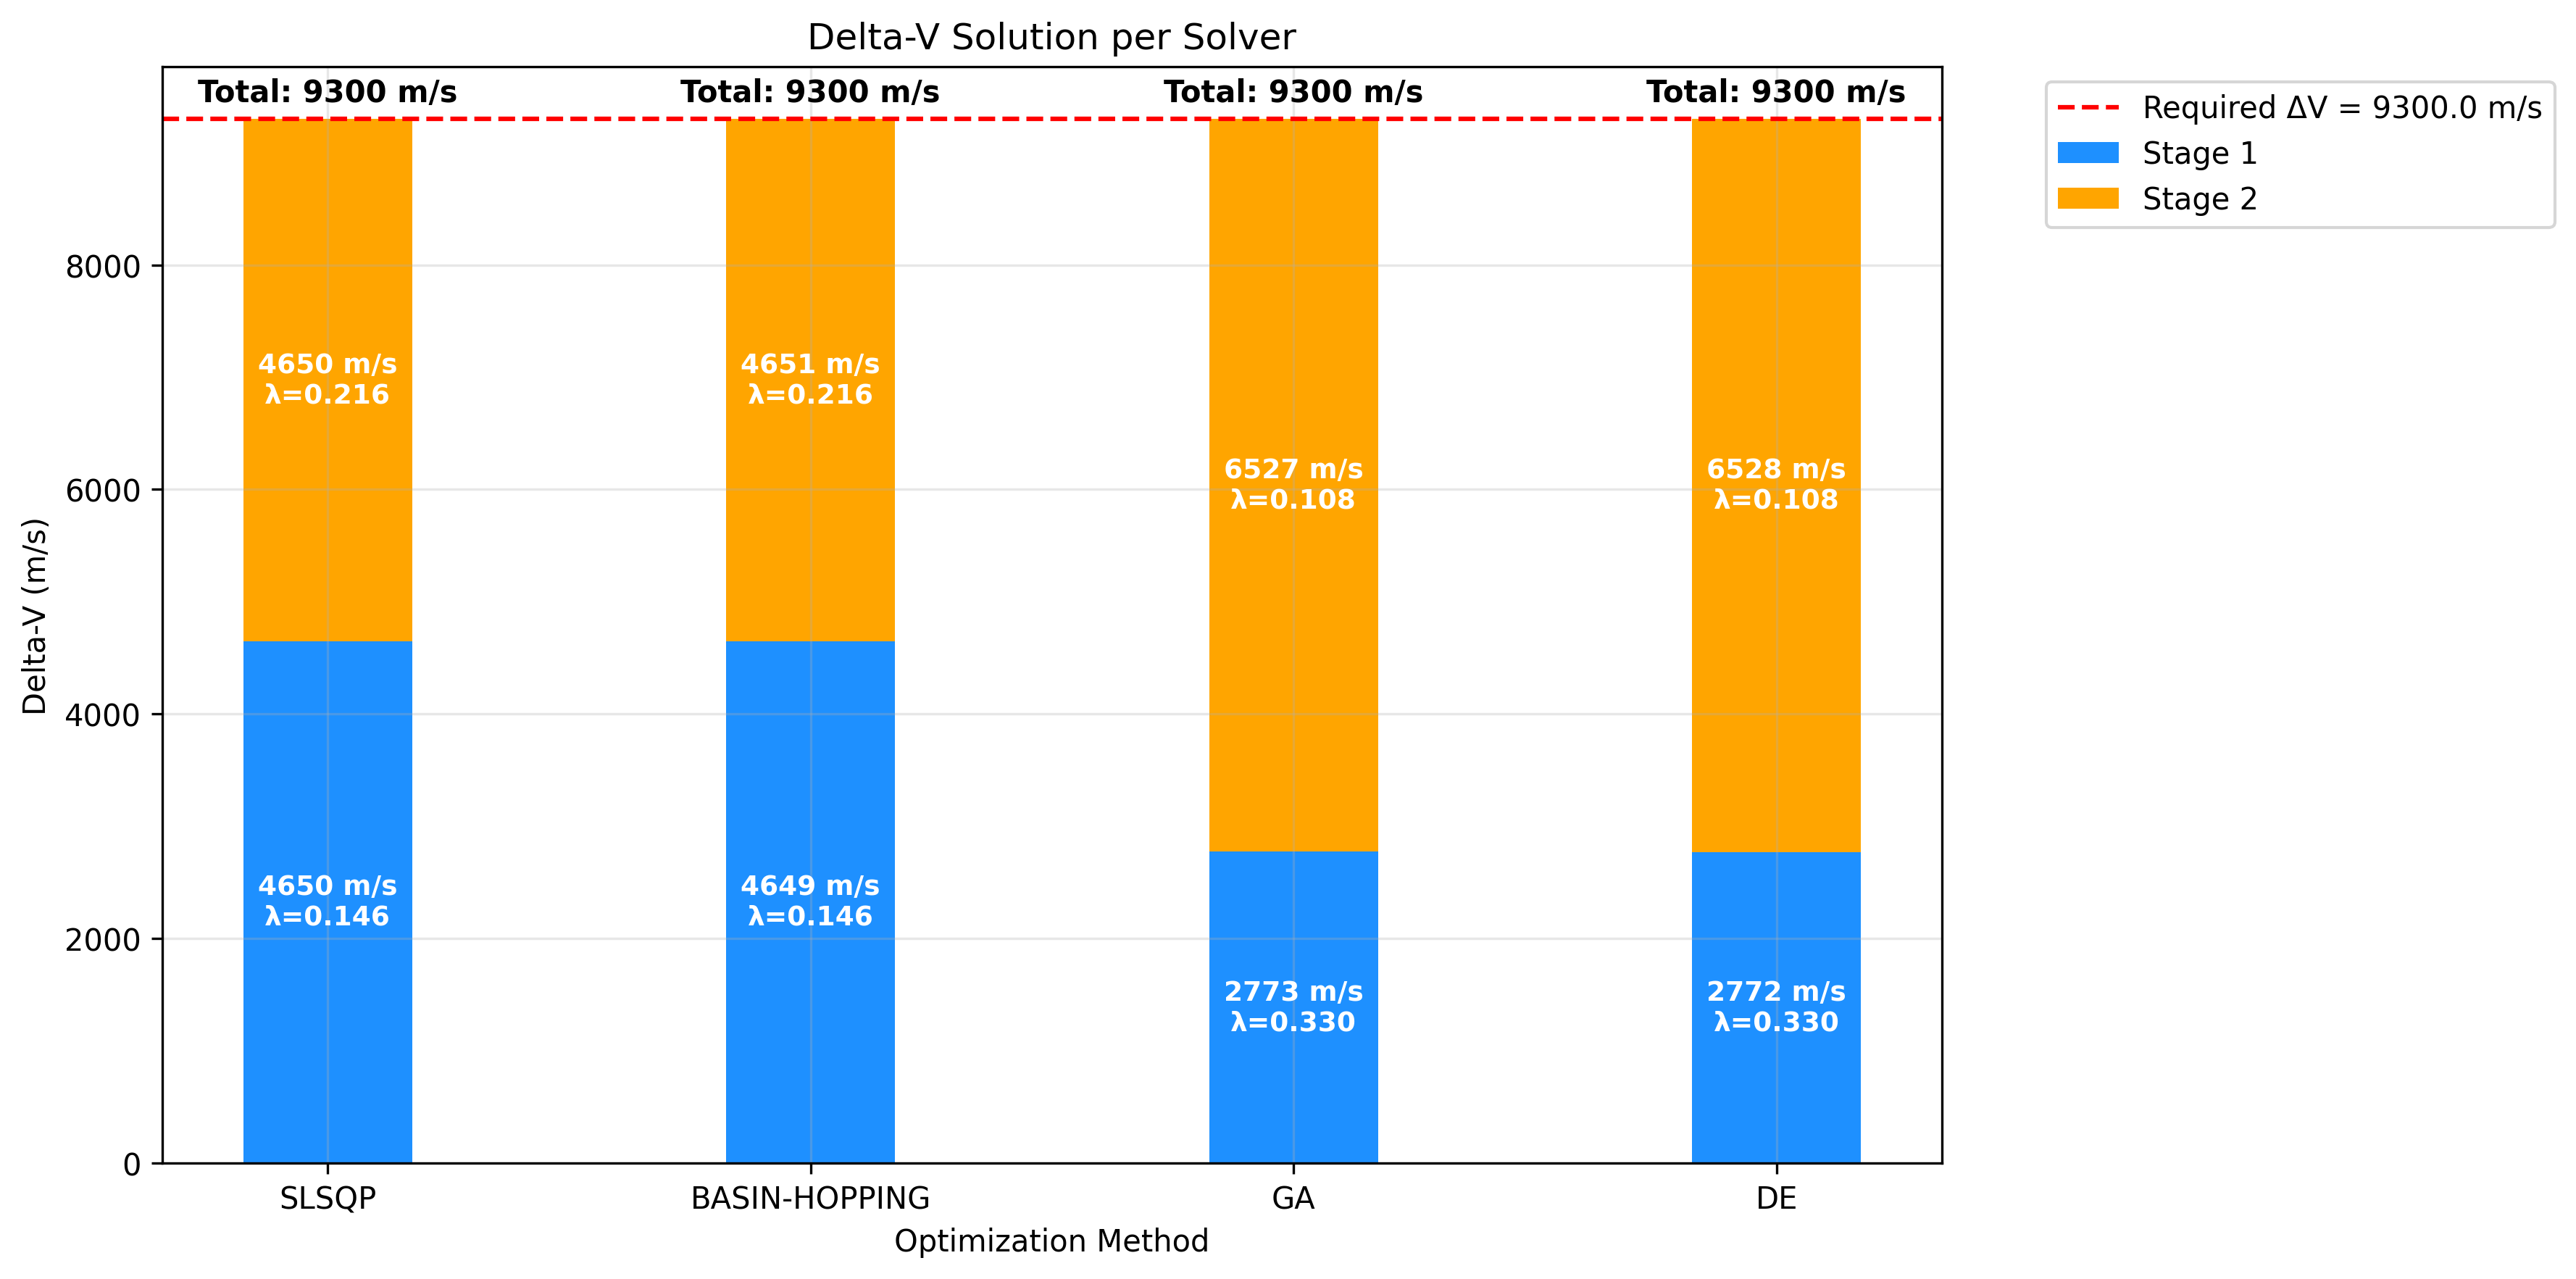 Delta-V Solution per Solver
Total: 9300 m/s
Total: 9300 m/s
Total: 9300 m/s
Total: 9300 m/s
Required ΔV = 9300.0 m/s
Stage 1
Stage 2
Delta-V (m/s)
8000
6000
4000
2000
0
4650 m/s
λ=0.216
4650 m/s
λ=0.146
4651 m/s
λ=0.216
4649 m/s
λ=0.146
6527 m/s
λ=0.108
2773 m/s
λ=0.330
6528 m/s
λ=0.108
2772 m/s
λ=0.330
SLSQP
BASIN-HOPPING
GA
DE
Optimization Method